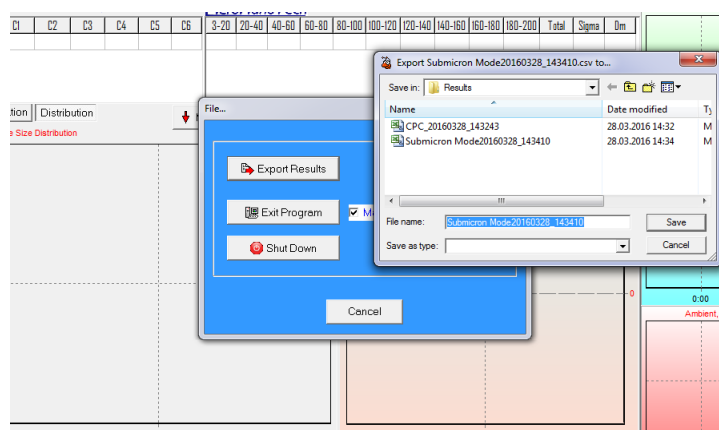 C1 C2 C3 C4 C5 C6 3-20 20-40 40-60 60-80 80-100 100-120 120-140 140-160 160-180 180-200 Total Sigma Dm
Export Submicron Mode20160328_143410.csv to...
Save in: Results
Name Date modified
CPC_20160328_143243 28.03.2016 14:32 M
Submicron Mode20160328_143410 28.03.2016 14:34 M
File name: Submicron Mode20160328_143410 Save
Save as type: Cancel
tion Distribution
e Size Distribution
File...
Export Results
Exit Program
Shut Down
Cancel
0
0:00
Ambient,